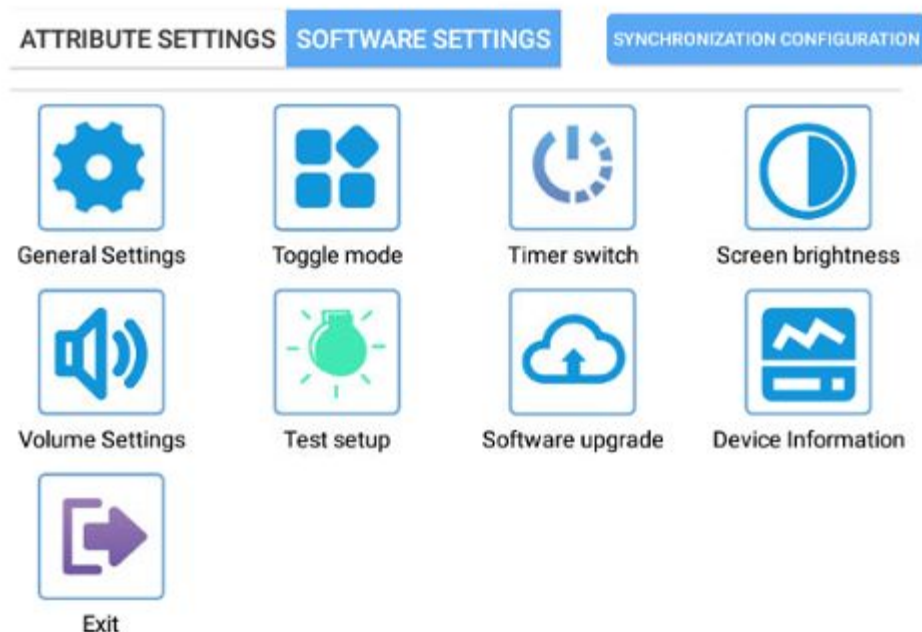 ATTRIBUTE SETTINGS SOFTWARE SETTINGS SYNCHRONIZATION CONFIGURATION
General Settings Toggle mode Timer switch Screen brightness
Volume Settings Test setup Software upgrade Device Information
Exit